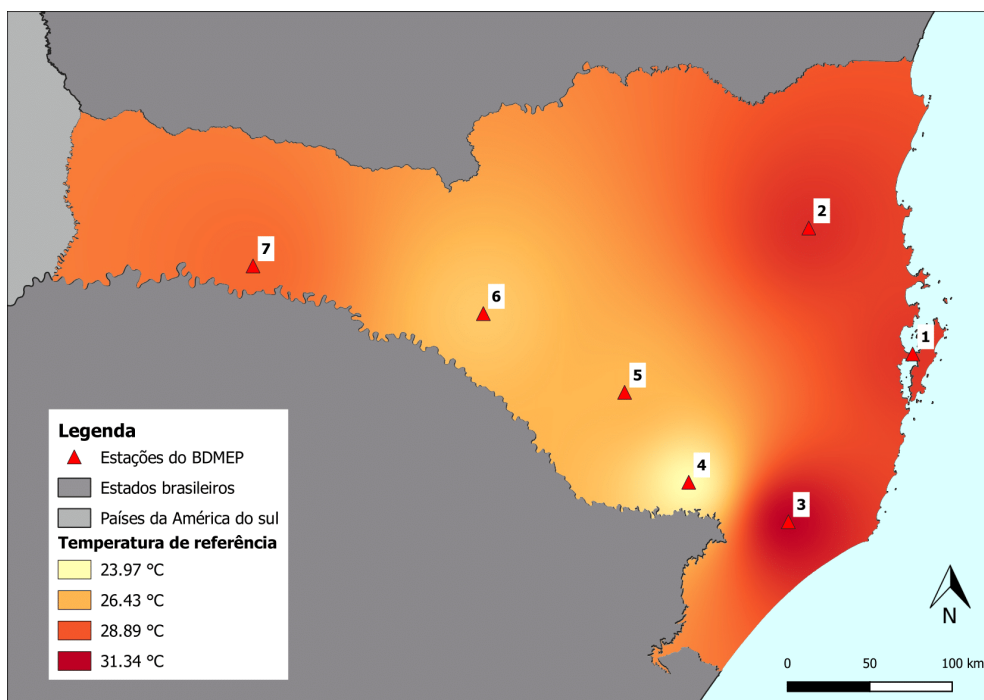 2
7
6
1
5
4
3
Legenda
Estações do BDMEP
Estados brasileiros
Países da América do sul
Temperatura de referência
23.97 °C
26.43 °C
28.89 °C
31.34 °C
N
0 50 100 km